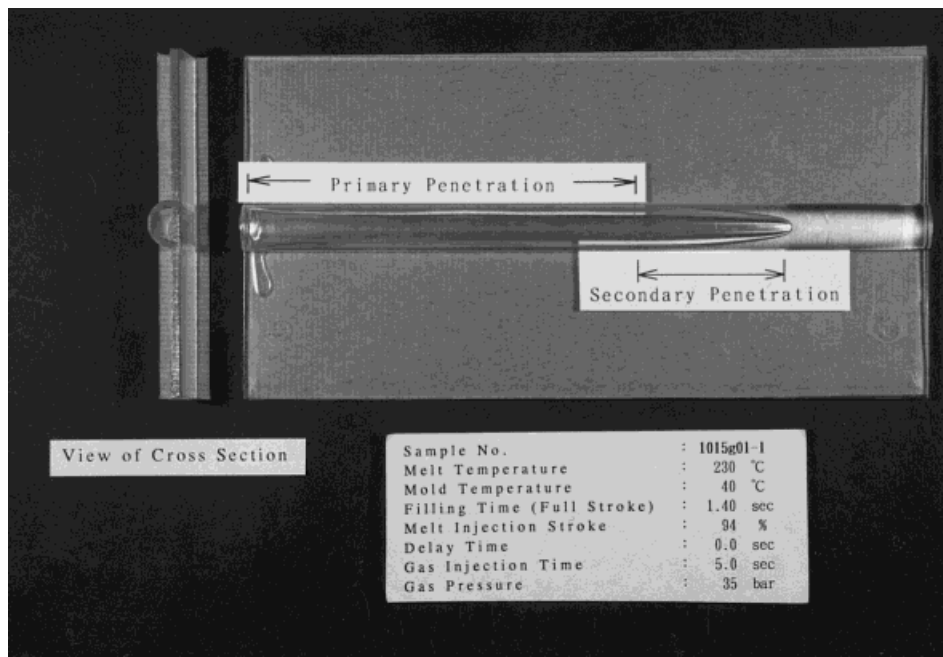 Primary Penetration
Secondary Penetration
View of Cross Section
Sample No. : 1015g01-1
Melt Temperature : 230 ℃
Mold Temperature : 40 ℃
Filling Time (Full Stroke) : 1.40 sec
Melt Injection Stroke : 94 %
Delay Time : 0.0 sec
Gas Injection Time : 5.0 sec
Gas Pressure : 35 bar